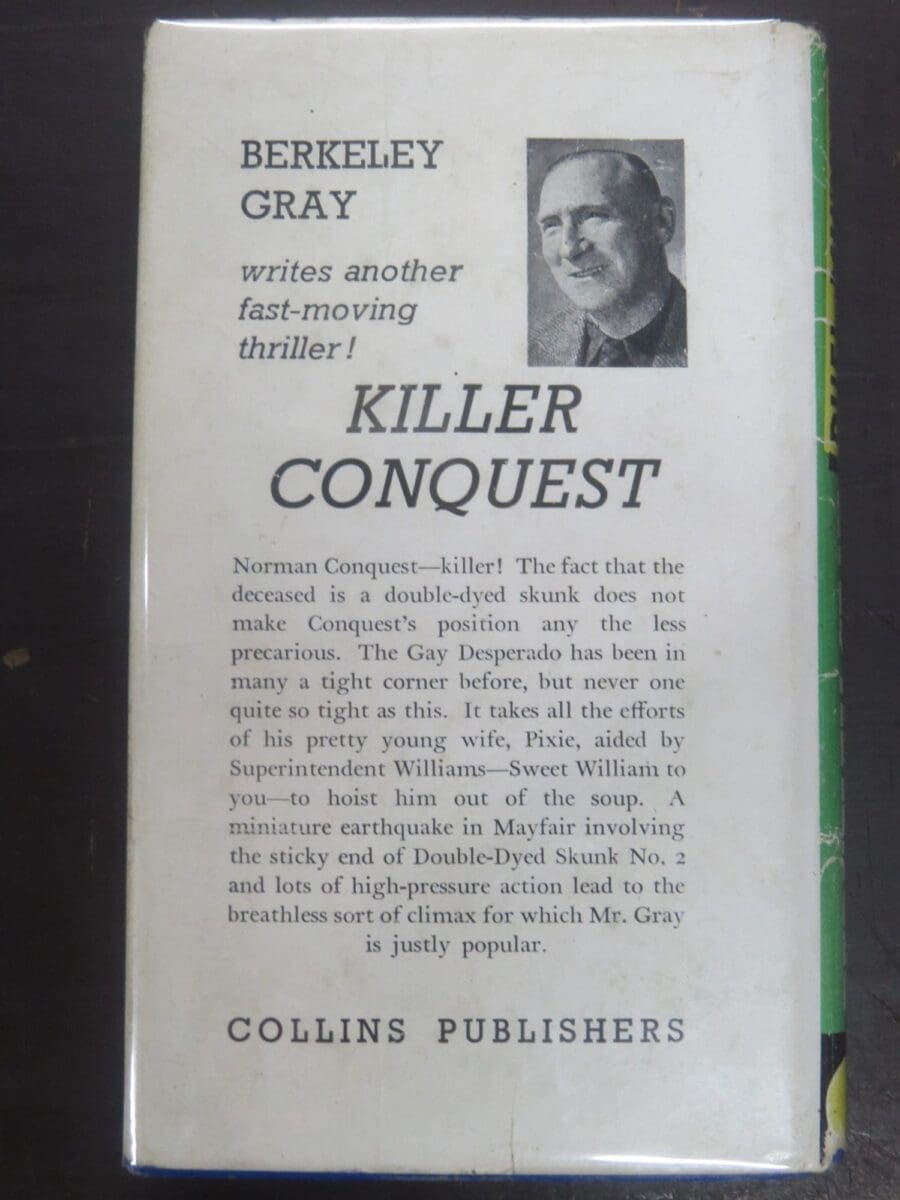 BERKELEY
GRAY
writes another
fast-moving
thriller!
KILLER
CONQUEST
Norman Conquest—killer! The fact that the
deceased is a double-dyed skunk does not
make Conquest's position any the less
precarious. The Gay Desperado has been in
many a tight corner before, but never one
quite so tight as this. It takes all the efforts
of his pretty young wife, Pixie, aided by
Superintendent Williams—Sweet William to
you—to hoist him out of the soup. A
miniature earthquake in Mayfair involving
the sticky end of Double-Dyed Skunk No. 2
and lots of high-pressure action lead to the
breathless sort of climax for which Mr. Gray
is justly popular.
COLLINS PUBLISHERS